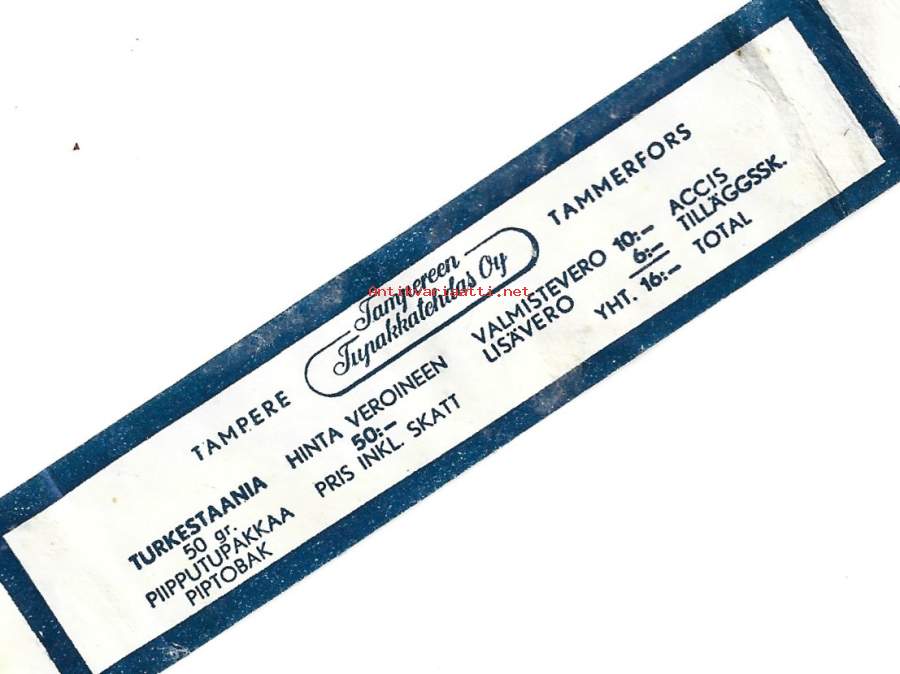 TAMPERE
Tampereen
Tupakkatehdas Oy
TAMMERFORS
TURKESTAANIA
50 gr.
PIIPPUTUPAKKAA
PIPTOBAK
HINTA VEROINEEN
50:–
PRIS INKL. SKATT
VALMISTEVERO 10:– ACCIS
LISÄVERO 6:– TILLÄGGSSK.
YHT. 16:– TOTAL
Antikvariaatti.net